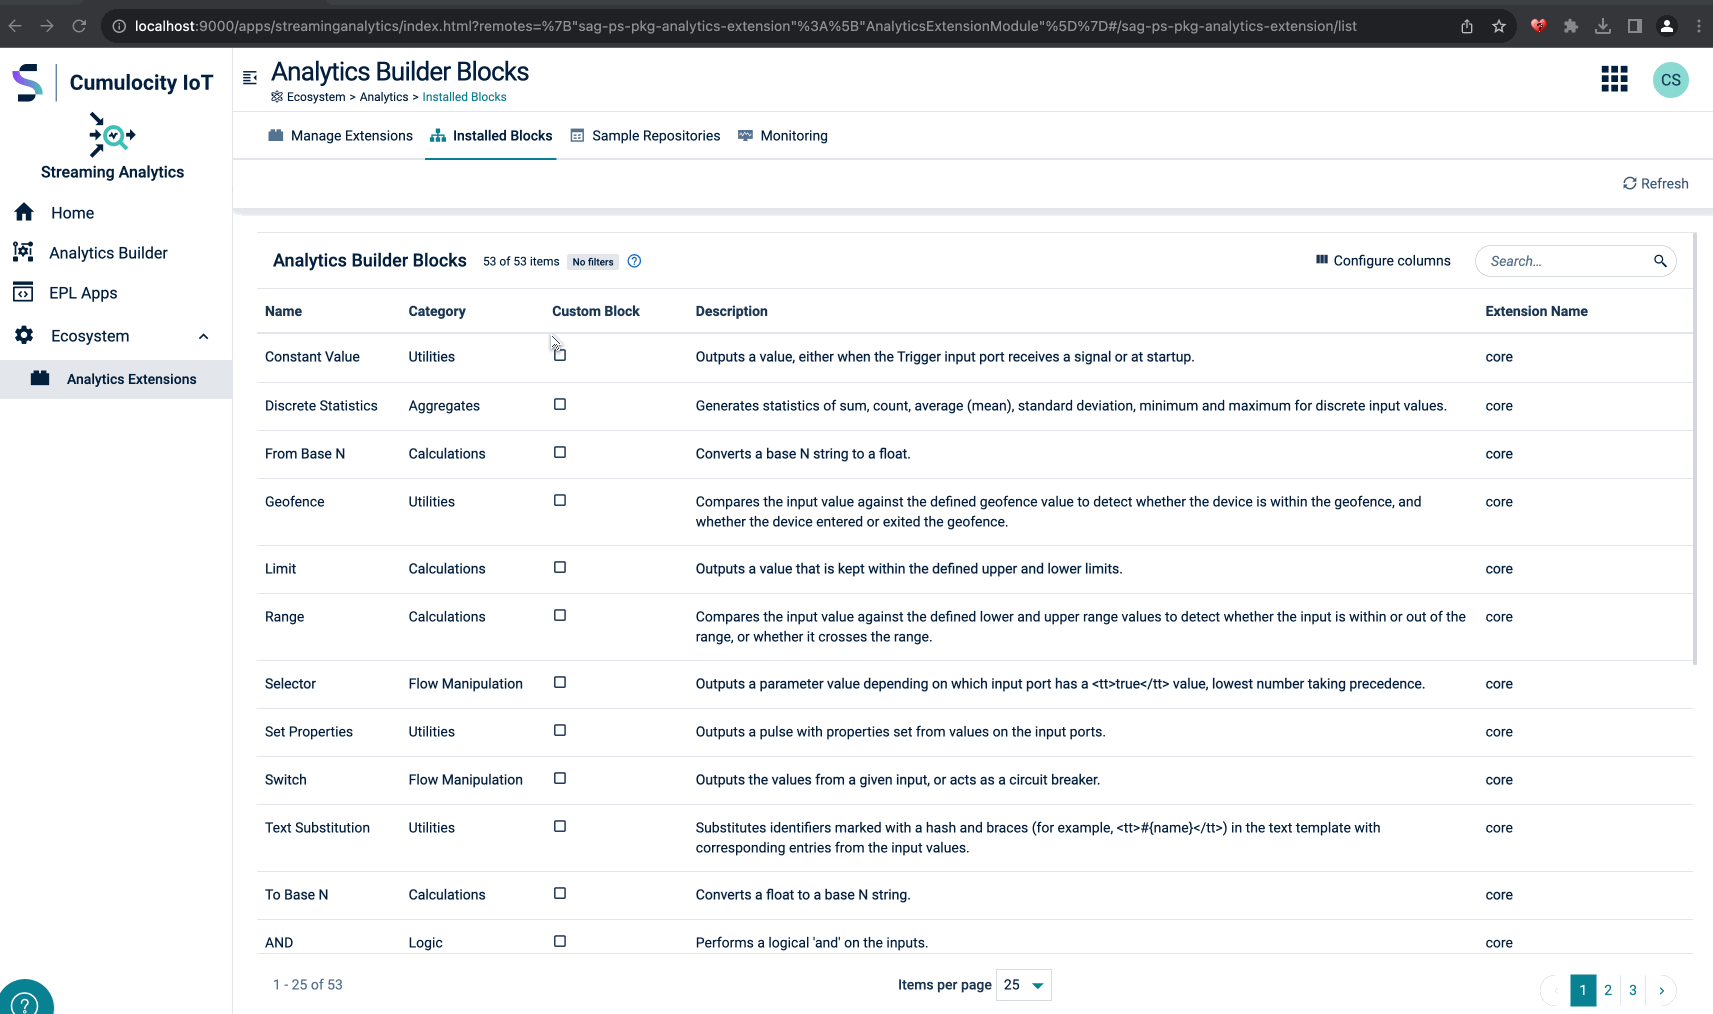 localhost:9000/apps/streaminganalytics/index.html?remotes=%7B"sag-ps-pkg-analytics-extension"%3A%5B"AnalyticsExtensionModule"%5D%7D#/sag-ps-pkg-analytics-extension/list
Cumulocity IoT
Streaming Analytics
Home
Analytics Builder
EPL Apps
Ecosystem
Analytics Extensions
?
Analytics Builder Blocks
Ecosystem > Analytics > Installed Blocks
CS
Manage Extensions Installed Blocks Sample Repositories Monitoring
Refresh
Analytics Builder Blocks 53 of 53 items No filters ? Configure columns Search...
Name Category Custom Block Description Extension Name
Constant Value Utilities Outputs a value, either when the Trigger input port receives a signal or at startup. core
Discrete Statistics Aggregates Generates statistics of sum, count, average (mean), standard deviation, minimum and maximum for discrete input values. core
From Base N Calculations Converts a base N string to a float. core
Geofence Utilities Compares the input value against the defined geofence value to detect whether the device is within the geofence, and core
whether the device entered or exited the geofence.
Limit Calculations Outputs a value that is kept within the defined upper and lower limits. core
Range Calculations Compares the input value against the defined lower and upper range values to detect whether the input is within or out of the core
range, or whether it crosses the range.
Selector Flow Manipulation Outputs a parameter value depending on which input port has a <tt>true</tt> value, lowest number taking precedence. core
Set Properties Utilities Outputs a pulse with properties set from values on the input ports. core
Switch Flow Manipulation Outputs the values from a given input, or acts as a circuit breaker. core
Text Substitution Utilities Substitutes identifiers marked with a hash and braces (for example, <tt>#{name}</tt>) in the text template with core
corresponding entries from the input values.
To Base N Calculations Converts a float to a base N string. core
AND Logic Performs a logical 'and' on the inputs. core
1 - 25 of 53 Items per page 25 1 2 3